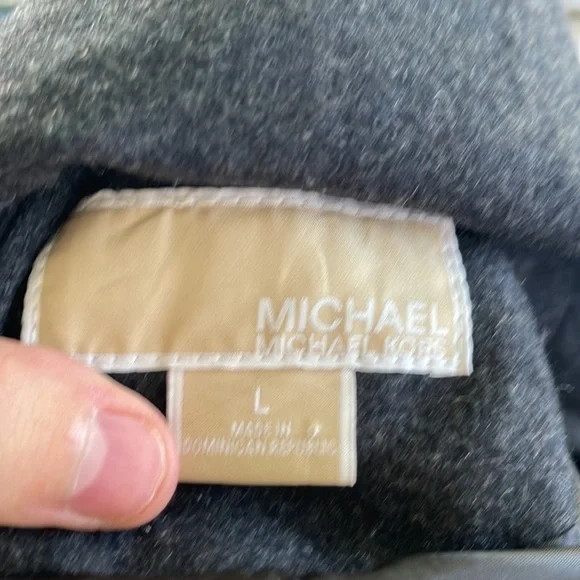 MICHAEL
MICHAEL KORS
L
MADE IN
DOMINICAN REPUBLIC